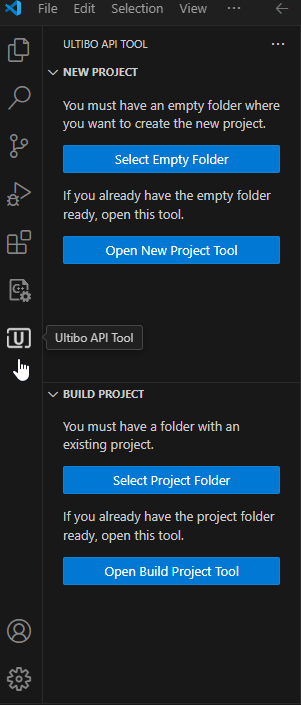 File Edit Selection View ··· ←
ULTIBO API TOOL ···
NEW PROJECT
You must have an empty folder where
you want to create the new project.
Select Empty Folder
If you already have the empty folder
ready, open this tool.
Open New Project Tool
U Ultibo API Tool
BUILD PROJECT
You must have a folder with an
existing project.
Select Project Folder
If you already have the project folder
ready, open this tool.
Open Build Project Tool